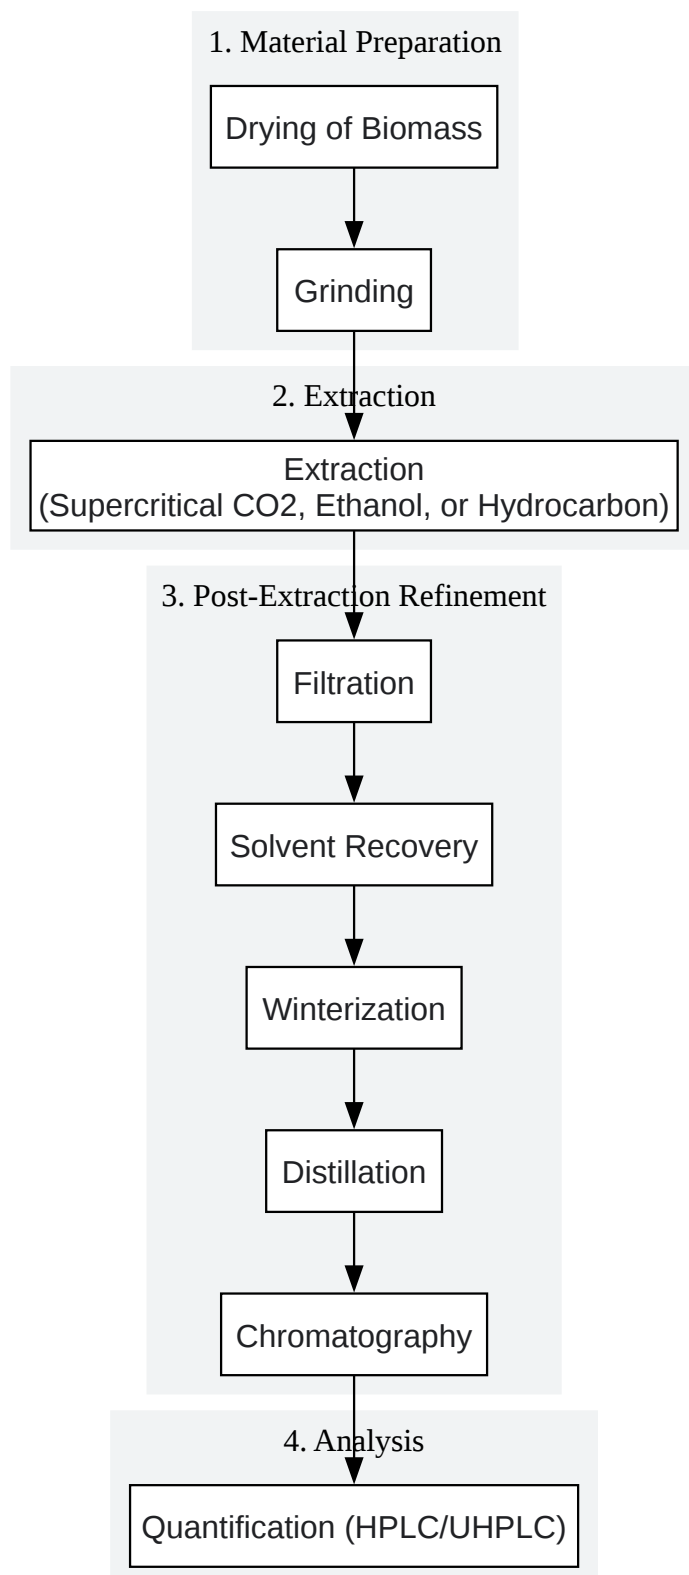 1. Material Preparation
Drying of Biomass
Grinding
2. Extraction
Extraction
(Supercritical CO2, Ethanol, or Hydrocarbon)
3. Post-Extraction Refinement
Filtration
Solvent Recovery
Winterization
Distillation
Chromatography
4. Analysis
Quantification (HPLC/UHPLC)